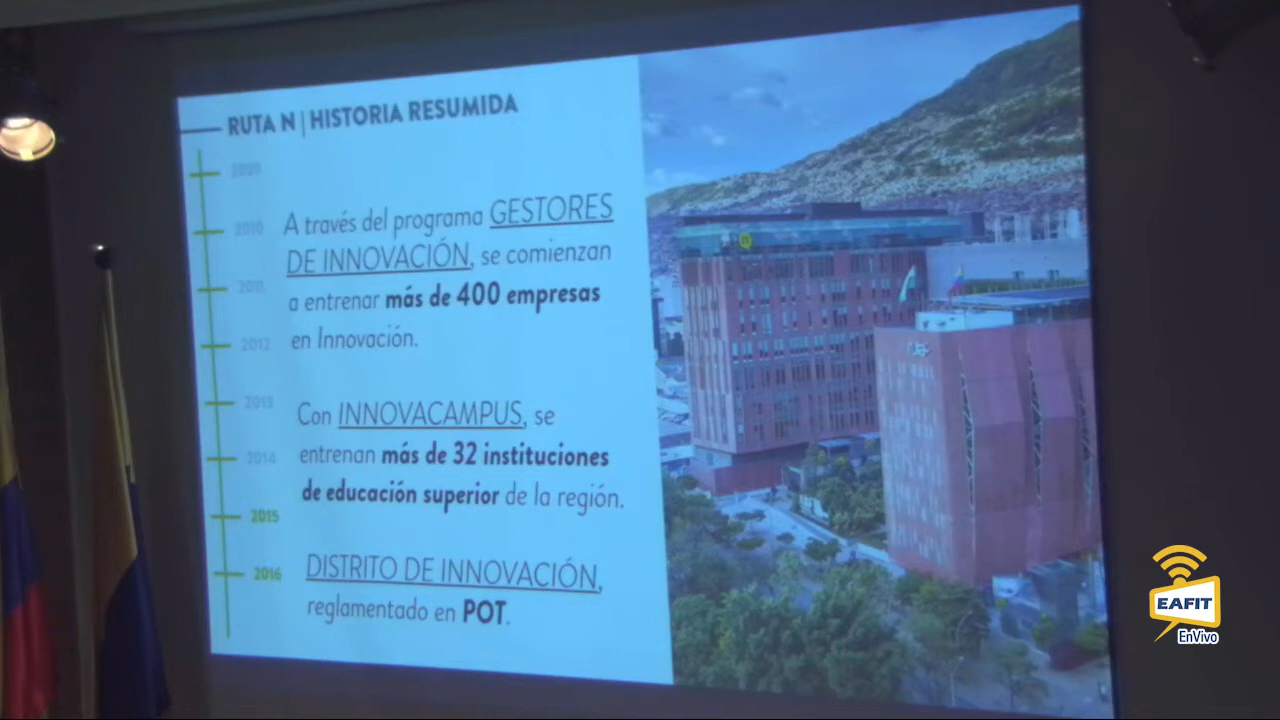 RUTA N | HISTORIA RESUMIDA
2009
2010
2011
2012
2013
2014
2015
2016
A través del programa GESTORES
DE INNOVACIÓN, se comienzan
a entrenar más de 400 empresas
en Innovación.
Con INNOVACAMPUS, se
entrenan más de 32 instituciones
de educación superior de la región.
DISTRITO DE INNOVACIÓN,
reglamentado en POT.
ruta
EAFIT
EnVivo